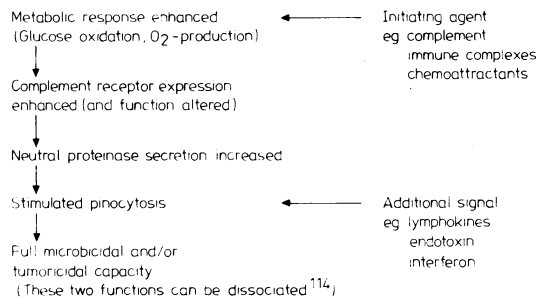 Metabolic response enhanced
(Glucose oxidation, O2-production)
Initiating agent
eg complement
immune complexes
chemoattractants
Complement receptor expression
enhanced (and function altered)
Neutral proteinase secretion increased
Stimulated pinocytosis
Additional signal
eg lymphokines
endotoxin
interferon
Full microbicidal and/or
tumoricidal capacity
(These two functions can be dissociated 114)